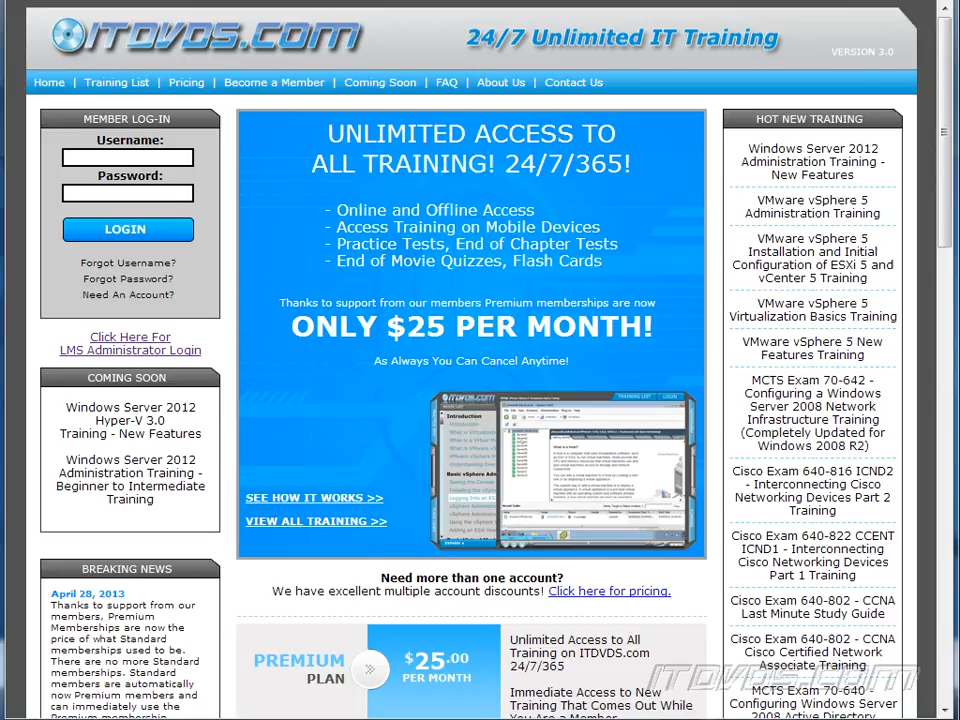 ITDVDS.COM
24/7 Unlimited IT Training
VERSION 3.0
Home | Training List | Pricing | Become a Member | Coming Soon | FAQ | About Us | Contact Us
MEMBER LOG-IN
Username:
Password:
LOGIN
Forgot Username?
Forgot Password?
Need An Account?
Click Here For
LMS Administrator Login
COMING SOON
Windows Server 2012
Hyper-V 3.0
Training - New Features
Windows Server 2012
Administration Training -
Beginner to Intermediate
Training
BREAKING NEWS
April 28, 2013
Thanks to support from our
members, Premium
Memberships are now the
price of what Standard
memberships used to be.
There are no more Standard
memberships. Standard
members are automatically
now Premium members and
can immediately use the
Premium membership
UNLIMITED ACCESS TO
ALL TRAINING! 24/7/365!
- Online and Offline Access
- Access Training on Mobile Devices
- Practice Tests, End of Chapter Tests
- End of Movie Quizzes, Flash Cards
Thanks to support from our members Premium memberships are now
ONLY $25 PER MONTH!
As Always You Can Cancel Anytime!
ITDVDS.COM
TRAINING LIST
LOGIN
Introduction
SEE HOW IT WORKS >>
VIEW ALL TRAINING >>
Need more than one account?
We have excellent multiple account discounts! Click here for pricing.
PREMIUM
PLAN
$25.00
PER MONTH
Unlimited Access to All
Training on ITDVDS.com
24/7/365
Immediate Access to New
Training That Comes Out While
You Are a Member
HOT NEW TRAINING
Windows Server 2012
Administration Training -
New Features
VMware vSphere 5
Administration Training
VMware vSphere 5
Installation and Initial
Configuration of ESXi 5 and
vCenter 5 Training
VMware vSphere 5
Virtualization Basics Training
VMware vSphere 5 New
Features Training
MCTS Exam 70-642 -
Configuring a Windows
Server 2008 Network
Infrastructure Training
(Completely Updated for
Windows 2008 R2)
Cisco Exam 640-816 ICND2
- Interconnecting Cisco
Networking Devices Part 2
Training
Cisco Exam 640-822 CCENT
ICND1 - Interconnecting
Cisco Networking Devices
Part 1 Training
Cisco Exam 640-802 - CCNA
Last Minute Study Guide
Cisco Exam 640-802 - CCNA
Cisco Certified Network
Associate Training
MCTS Exam 70-640 -
Configuring Windows Server
2008 Active Directory
ITDVDS.COM